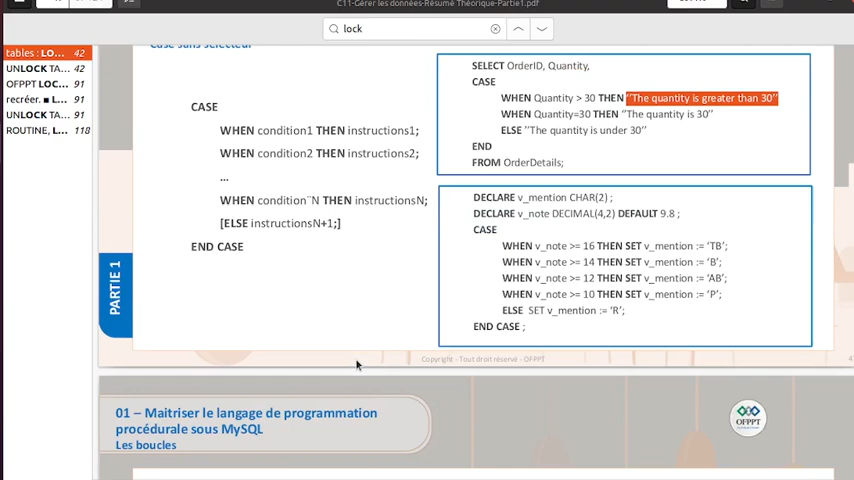 C11-Gérer les données-Résumé Théorique-Partie1.pdf
lock
tables : LO... 42
UNLOCK TA... 42
OFPPT LOC... 91
recréer. ▪ L... 91
UNLOCK TA... 91
ROUTINE, L... 118
Case sans sélecteur
CASE
WHEN condition1 THEN instructions1;
WHEN condition2 THEN instructions2;
...
WHEN condition¨N THEN instructionsN;
[ELSE instructionsN+1;]
END CASE
SELECT OrderID, Quantity,
CASE
WHEN Quantity > 30 THEN ‘’The quantity is greater than 30’’
WHEN Quantity=30 THEN ‘’The quantity is 30’’
ELSE ‘’The quantity is under 30’’
END
FROM OrderDetails;
DECLARE v_mention CHAR(2) ;
DECLARE v_note DECIMAL(4,2) DEFAULT 9.8 ;
CASE
WHEN v_note >= 16 THEN SET v_mention := ‘TB’;
WHEN v_note >= 14 THEN SET v_mention := ‘B’;
WHEN v_note >= 12 THEN SET v_mention := ‘AB’;
WHEN v_note >= 10 THEN SET v_mention := ‘P’;
ELSE SET v_mention := ‘R’;
END CASE ;
PARTIE 1
Copyright - Tout droit réservé - OFPPT
01 – Maitriser le langage de programmation
procédurale sous MySQL
Les boucles
OFPPT